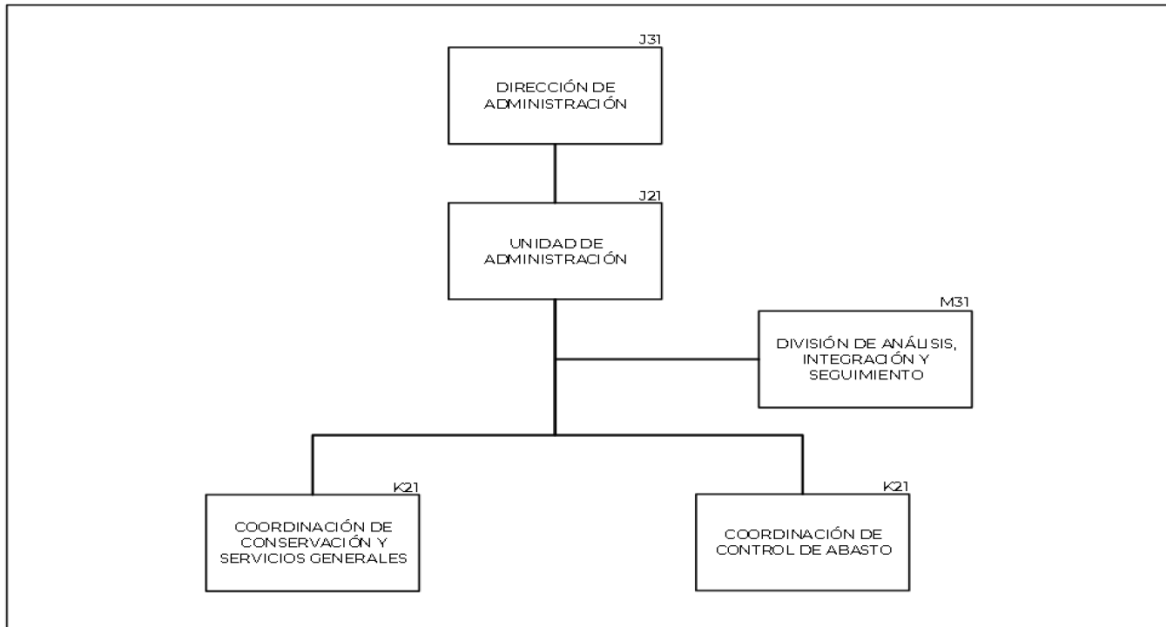 J31
DIRECCIÓN DE
ADMINISTRACIÓN
J21
UNIDAD DE
ADMINISTRACIÓN
M31
DIVISIÓN DE ANÁLISIS,
INTEGRACIÓN Y
SEGUIMIENTO
K21
COORDINACIÓN DE
CONSERVACIÓN Y
SERVICIOS GENERALES
K21
COORDINACIÓN DE
CONTROL DE ABASTO